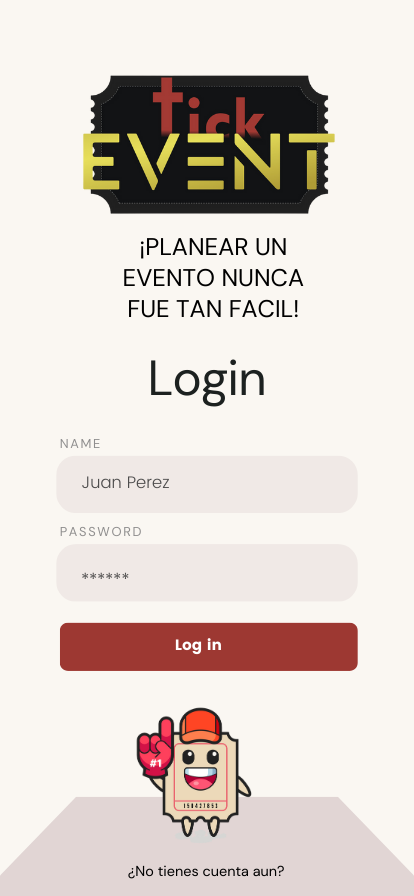 tick
EVENT
¡PLANEAR UN
EVENTO NUNCA
FUE TAN FACIL!
Login
NAME
Juan Perez
PASSWORD
******
Log in
#1
150427853
¿No tienes cuenta aun?